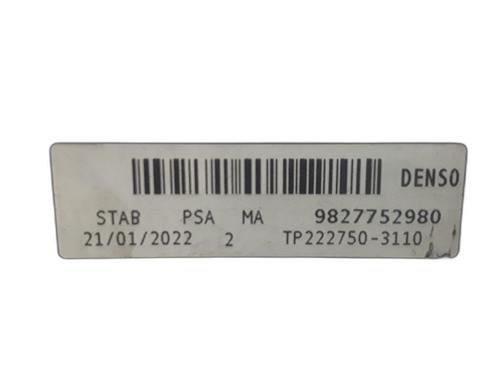 DENSO
STAB PSA MA 9827752980
21/01/2022 2 TP222750-3110